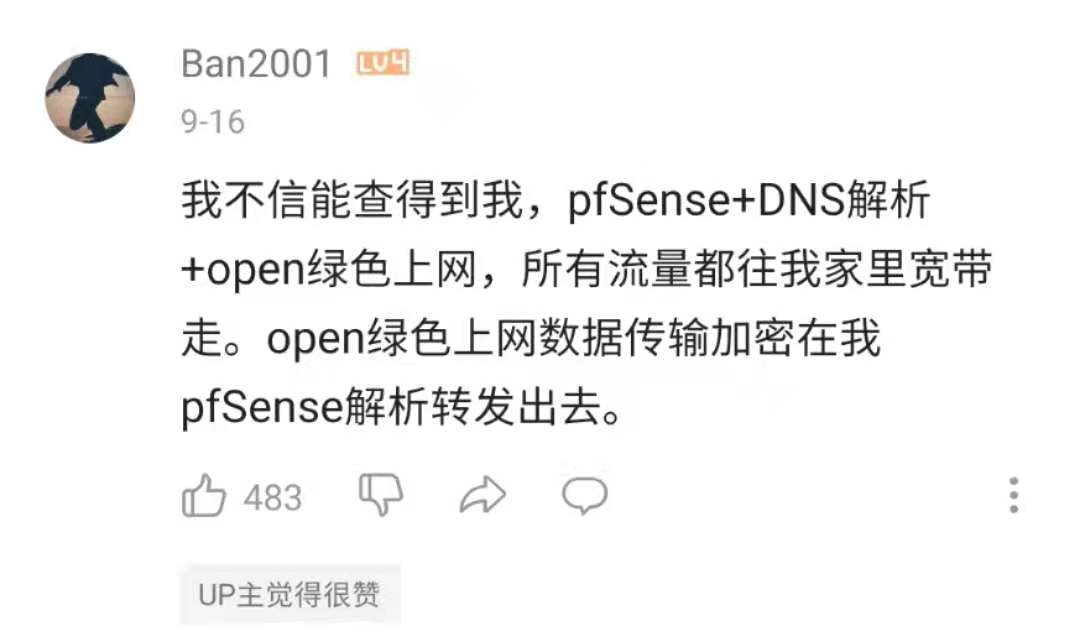 Ban2001 LV4
9-16
我不信能查得到我，pfSense+DNS解析
+open绿色上网，所有流量都往我家里宽带
走。open绿色上网数据传输加密在我
pfSense解析转发出去。
483
UP主觉得很赞